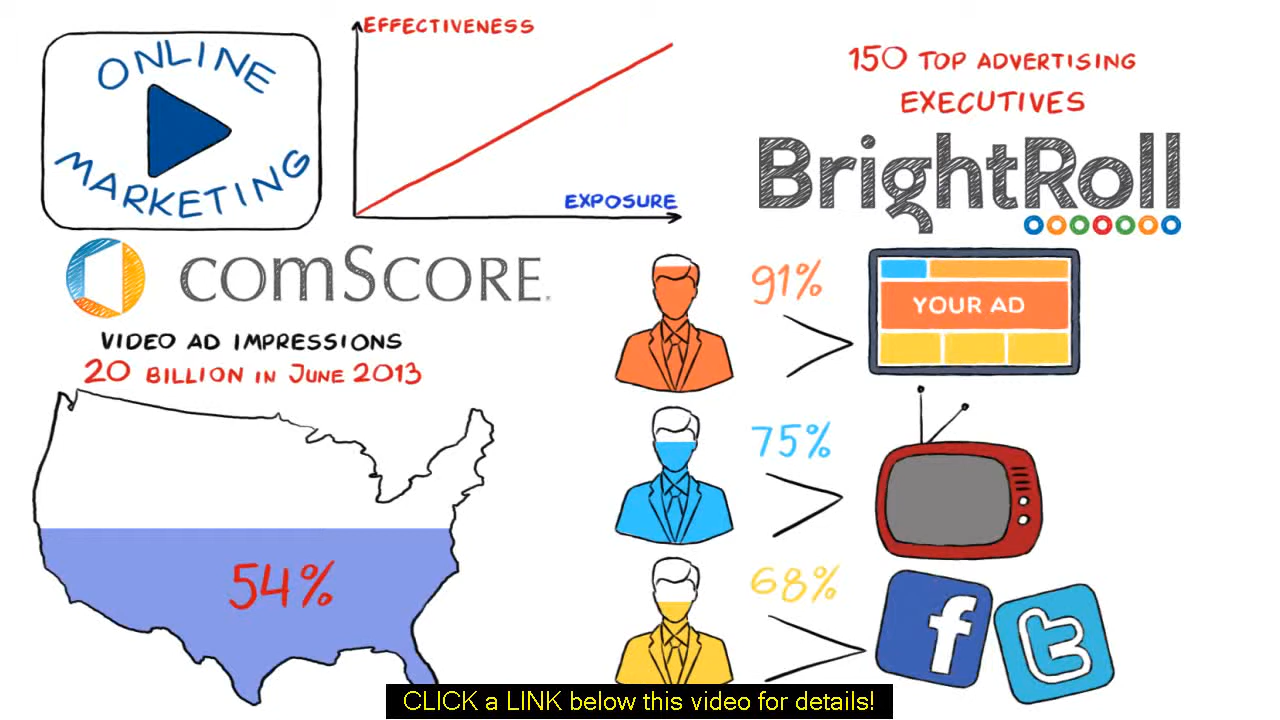 ONLINE
MARKETING
EFFECTIVENESS
EXPOSURE
150 TOP ADVERTISING
EXECUTIVES
BrightRoll
comScore
VIDEO AD IMPRESSIONS
20 BILLION IN JUNE 2013
54%
91%
YOUR AD
75%
68%
f
t
CLICK a LINK below this video for details!